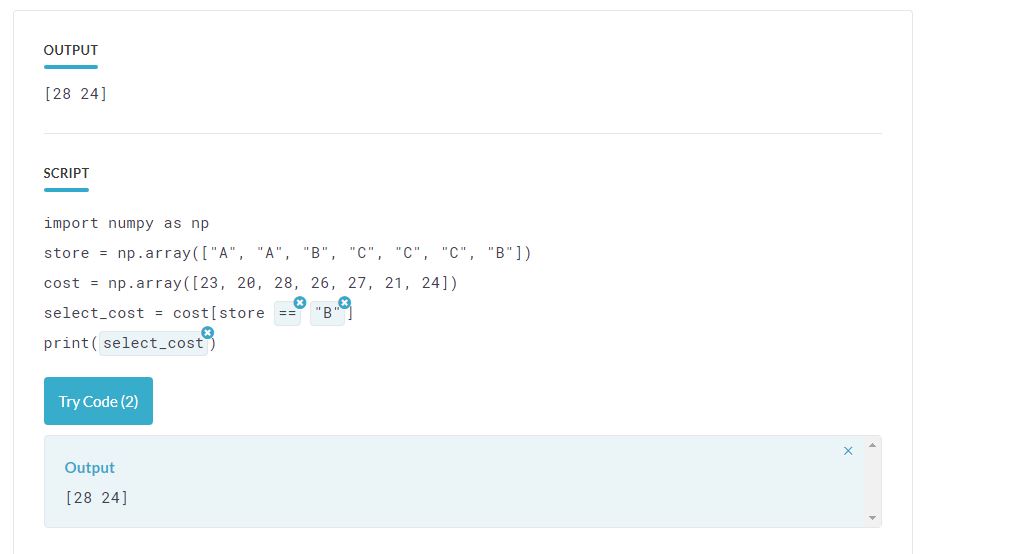 OUTPUT
[28 24]
SCRIPT
import numpy as np
store = np.array(["A", "A", "B", "C", "C", "C", "B"])
cost = np.array([23, 20, 28, 26, 27, 21, 24])
select_cost = cost[store == "B"]
print(select_cost)
Try Code (2)
Output
[28 24]